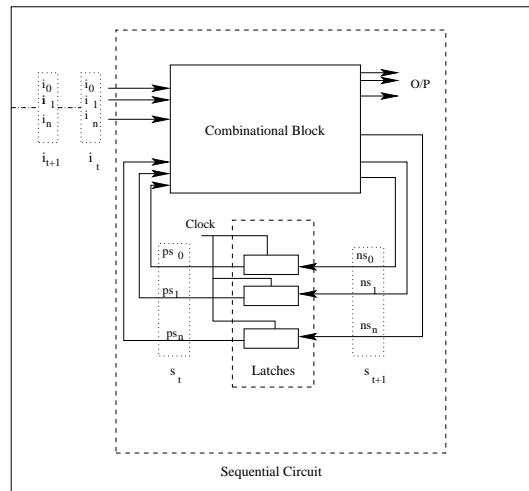 i0 i0
i1 i1
in in
it+1 it
Combinational Block
O/P
Clock
ps0
ps1
psn
st
Latches
ns0
ns1
nsn
st+1
Sequential Circuit